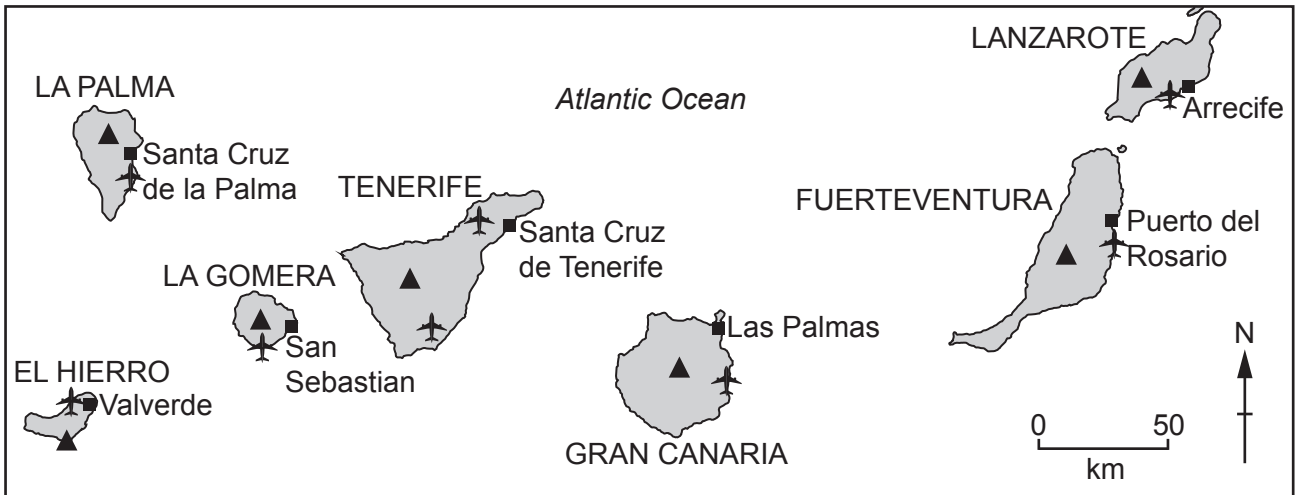 LANZAROTE
Arrecife
LA PALMA
Santa Cruz
de la Palma
Atlantic Ocean
TENERIFE
Santa Cruz
de Tenerife
FUERTEVENTURA
Puerto del
Rosario
LA GOMERA
San
Sebastian
Las Palmas
EL HIERRO
Valverde
GRAN CANARIA
N
0 50
km